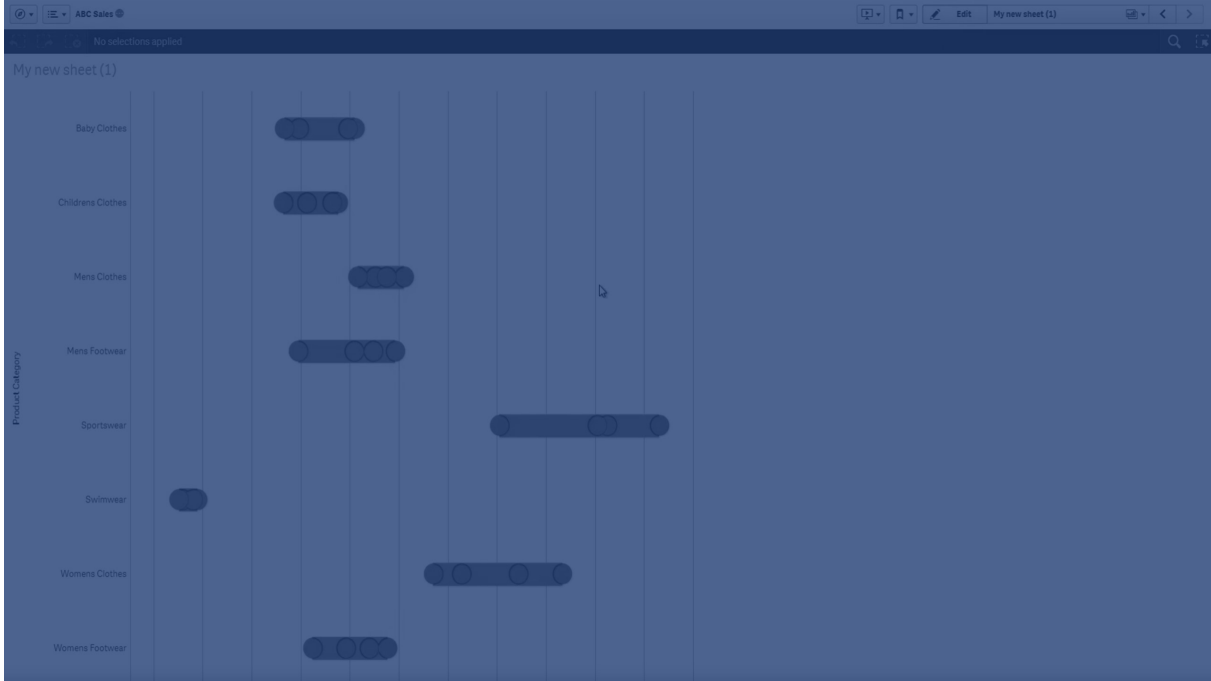 ABC Sales
Edit
My new sheet (1)
No selections applied
My new sheet (1)
Product Category
Baby Clothes
Childrens Clothes
Mens Clothes
Mens Footwear
Sportswear
Swimwear
Womens Clothes
Womens Footwear